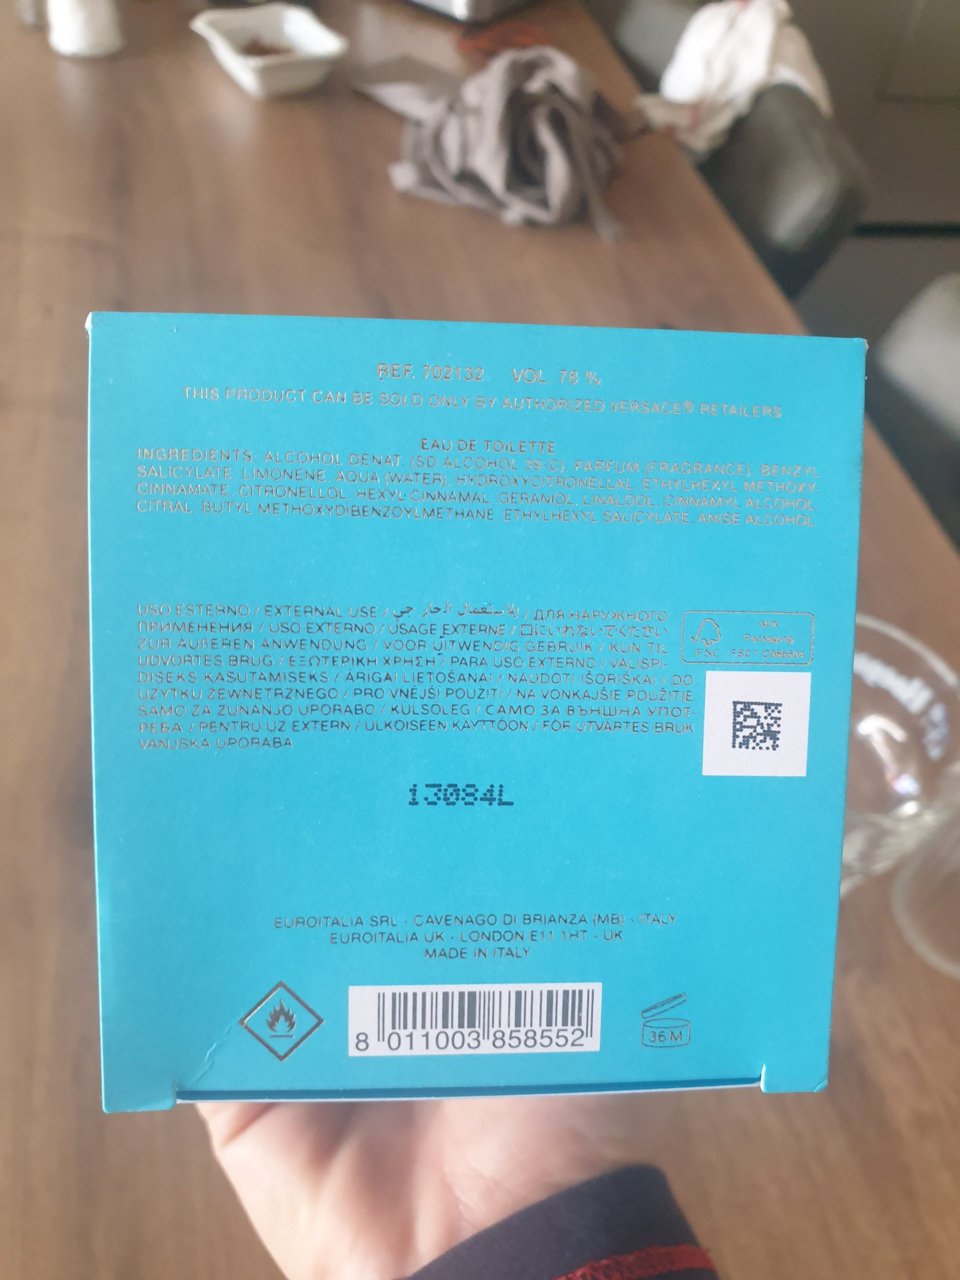 REF. 702132 VOL 78 %
THIS PRODUCT CAN BE SOLD ONLY BY AUTHORIZED VERSACE® RETAILERS
EAU DE TOILETTE
INGREDIENTS: ALCOHOL DENAT. (SD ALCOHOL 39-C), PARFUM (FRAGRANCE), BENZYL
SALICYLATE, LIMONENE, AQUA (WATER), HYDROXYCITRONELLAL, ETHYLHEXYL METHOXY-
CINNAMATE, CITRONELLOL, HEXYL CINNAMAL, GERANIOL, LINALOOL, CINNAMYL ALCOHOL,
CITRAL, BUTYL METHOXYDIBENZOYLMETHANE, ETHYLHEXYL SALICYLATE, ANISE ALCOHOL
USO ESTERNO / EXTERNAL USE / للاستعمال الخارجي / ДЛЯ НАРУЖНОГО
ПРИМЕНЕНИЯ / USO EXTERNO / USAGE EXTERNE / 口にいれないでください
ZUR ÄUßEREN ANWENDUNG / VOOR UITWENDIG GEBRUIK / KUN TIL
UDVORTES BRUG / ΕΞΩΤΕΡΙΚΗ ΧΡΗΣΗ / PARA USO EXTERNO / VÄLISPI-
DISEKS KASUTAMISEKS / ĀRĪGAI LIETOŠANAI / NAUDOTI IŠORIŠKAI / DO
UŻYTKU ZEWNĘTRZNEGO / PRO VNĚJŠÍ POUŽITÍ / NA VONKAJŠIE POUŽITIE
SAMO ZA ZUNANJO UPORABO / KÜLSŐLEG / САМО ЗА ВЪНШНА УПОТ-
РЕБА / PENTRU UZ EXTERN / ULKOISEEN KÄYTTÖÖN / FÖR UTVÄRTES BRUK
VANJSKA UPORABA
MIX
Packaging
FSC
13084L
EUROITALIA SRL - CAVENAGO DI BRIANZA (MB) - ITALY
EUROITALIA UK - LONDON E11 1HT - UK
MADE IN ITALY
8 011003 858552
36 M